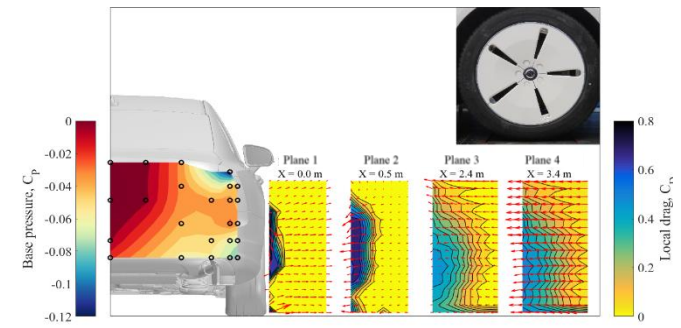 Plane 1
Plane 2
Plane 3
Plane 4
X = 0.0 m
X = 0.5 m
X = 2.4 m
X = 3.4 m
Base pressure, Cp
0
-0.02
-0.04
-0.06
-0.08
-0.1
-0.12
0.8
0.6
0.4
0.2
0
Local drag, CD